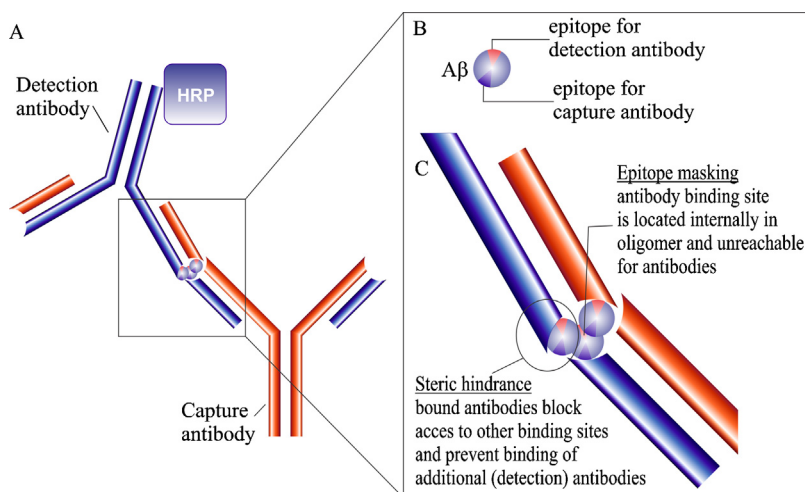 A
Detection
antibody
HRP
Capture
antibody
B
Aβ
epitope for
detection antibody
epitope for
capture antibody
C
Epitope masking
antibody binding site
is located internally in
oligomer and unreachable
for antibodies
Steric hindrance
bound antibodies block
acces to other binding sites
and prevent binding of
additional (detection) antibodies